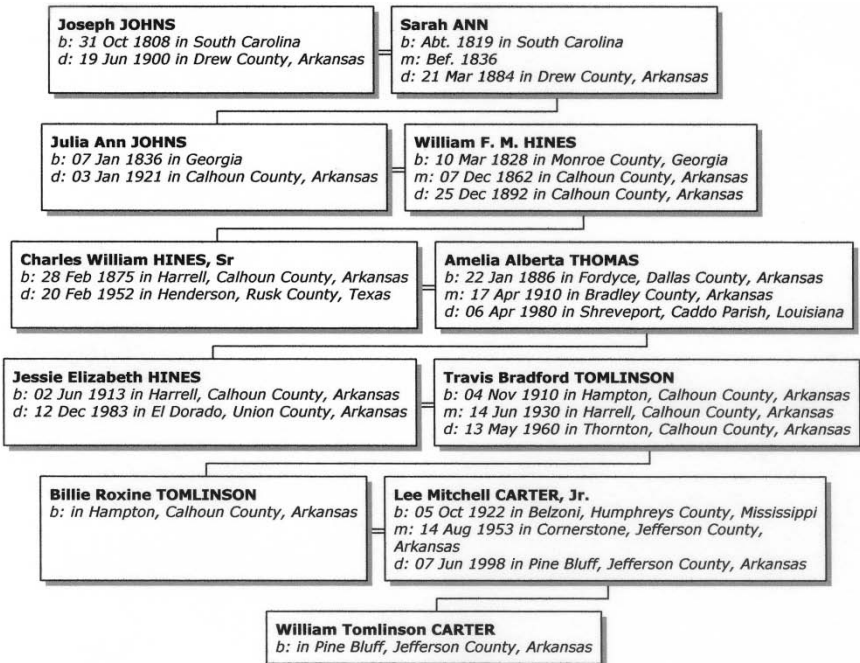 Joseph JOHNS
b: 31 Oct 1808 in South Carolina
d: 19 Jun 1900 in Drew County, Arkansas
Sarah ANN
b: Abt. 1819 in South Carolina
m: Bef. 1836
d: 21 Mar 1884 in Drew County, Arkansas
Julia Ann JOHNS
b: 07 Jan 1836 in Georgia
d: 03 Jan 1921 in Calhoun County, Arkansas
William F. M. HINES
b: 10 Mar 1828 in Monroe County, Georgia
m: 07 Dec 1862 in Calhoun County, Arkansas
d: 25 Dec 1892 in Calhoun County, Arkansas
Charles William HINES, Sr
b: 28 Feb 1875 in Harrell, Calhoun County, Arkansas
d: 20 Feb 1952 in Henderson, Rusk County, Texas
Amelia Alberta THOMAS
b: 22 Jan 1886 in Fordyce, Dallas County, Arkansas
m: 17 Apr 1910 in Bradley County, Arkansas
d: 06 Apr 1980 in Shreveport, Caddo Parish, Louisiana
Jessie Elizabeth HINES
b: 02 Jun 1913 in Harrell, Calhoun County, Arkansas
d: 12 Dec 1983 in El Dorado, Union County, Arkansas
Travis Bradford TOMLINSON
b: 04 Nov 1910 in Hampton, Calhoun County, Arkansas
m: 14 Jun 1930 in Harrell, Calhoun County, Arkansas
d: 13 May 1960 in Thornton, Calhoun County, Arkansas
Billie Roxine TOMLINSON
b: in Hampton, Calhoun County, Arkansas
Lee Mitchell CARTER, Jr.
b: 05 Oct 1922 in Belzoni, Humphreys County, Mississippi
m: 14 Aug 1953 in Cornerstone, Jefferson County,
Arkansas
d: 07 Jun 1998 in Pine Bluff, Jefferson County, Arkansas
William Tomlinson CARTER
b: in Pine Bluff, Jefferson County, Arkansas